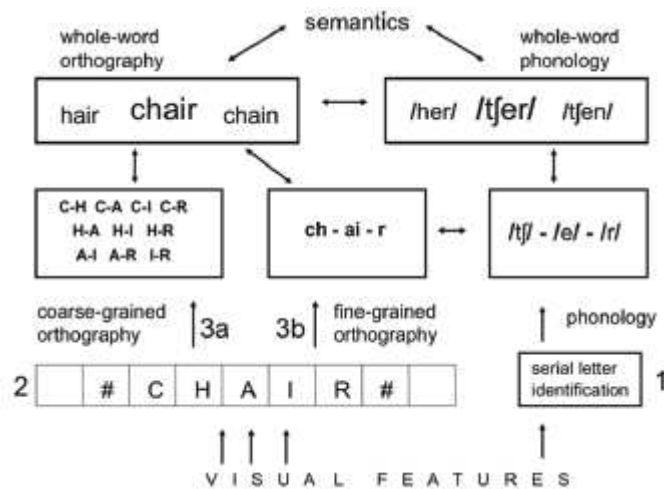 semantics
whole-word
orthography
whole-word
phonology
hair chair chain
/her/ /tʃer/ /tʃen/
C-H C-A C-I C-R
H-A H-I H-R
A-I A-R I-R
ch - ai - r
/tʃ/ - /e/ - /r/
coarse-grained
orthography
3a
3b
fine-grained
orthography
phonology
2 # C H A I R #
serial letter
identification
1
VISUAL FEATURES